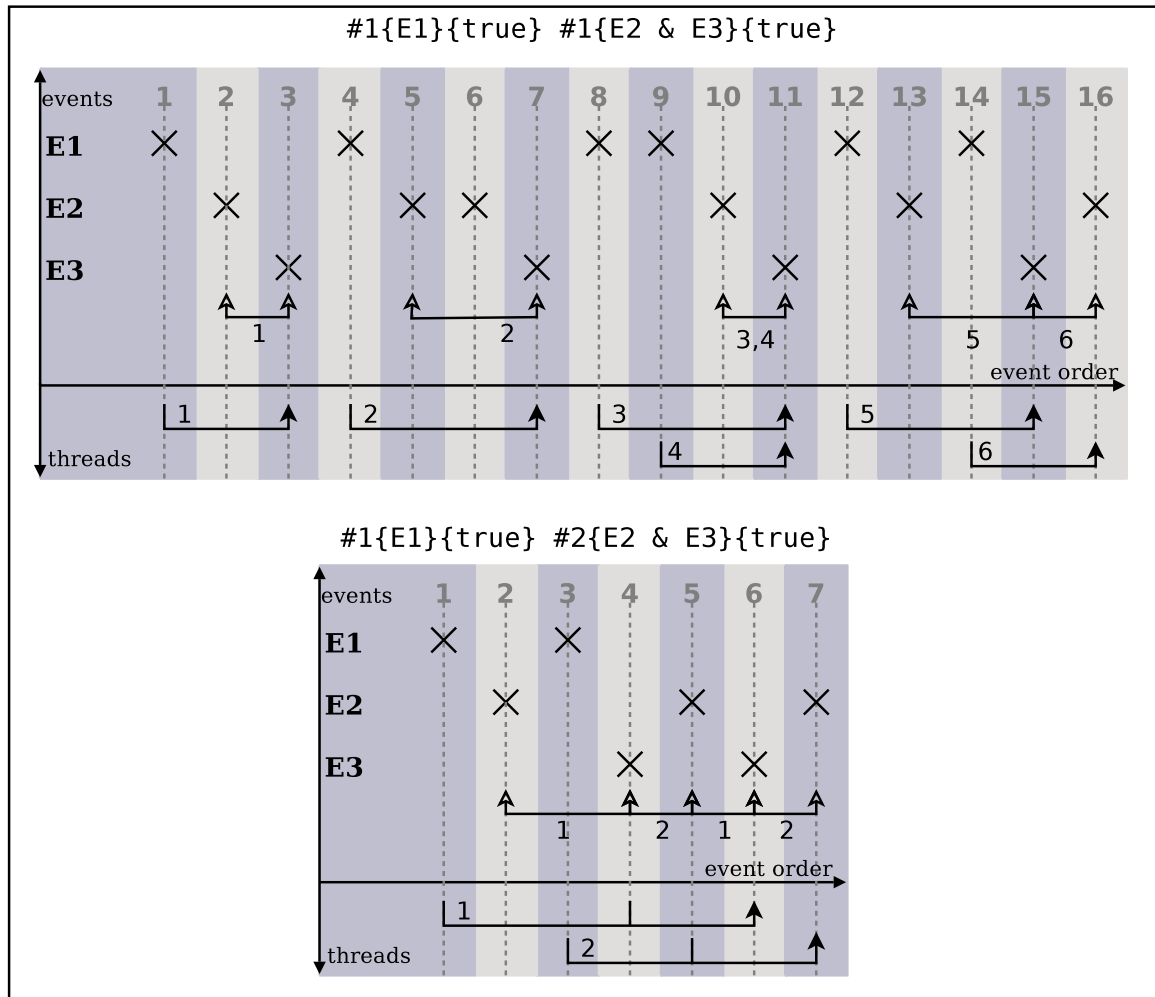 #1{E1}{true} #1{E2 & E3}{true}
events 1 2 3 4 5 6 7 8 9 10 11 12 13 14 15 16
E1
E2
E3
1 2 3,4 5 6
event order
1 2 3 5
threads 4 6
#1{E1}{true} #2{E2 & E3}{true}
events 1 2 3 4 5 6 7
E1
E2
E3
1 2 1 2
event order
1
threads 2